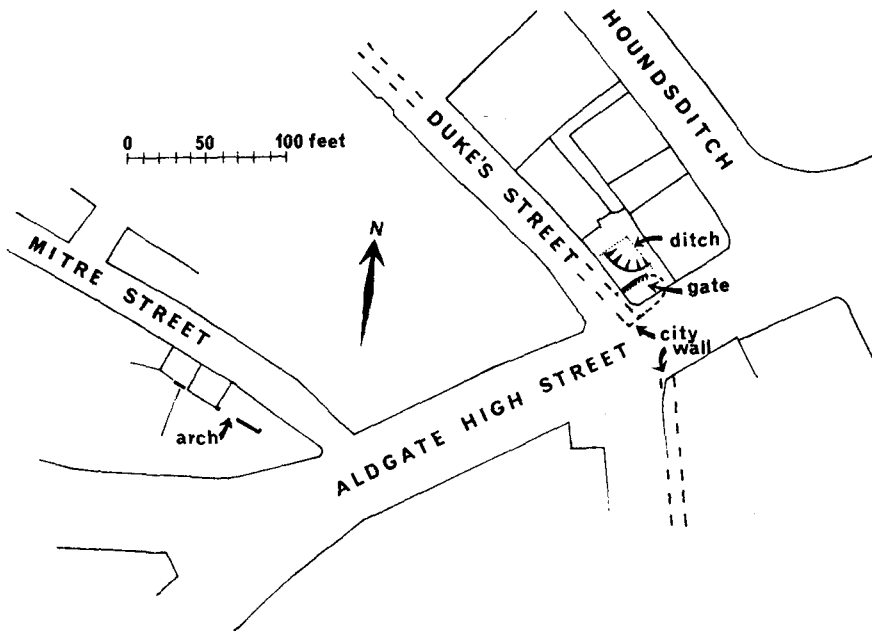 HOUNDSDITCH
DUKE'S STREET
0 50 100 feet
N
MITRE STREET
ditch
gate
city
wall
arch
ALDGATE HIGH STREET